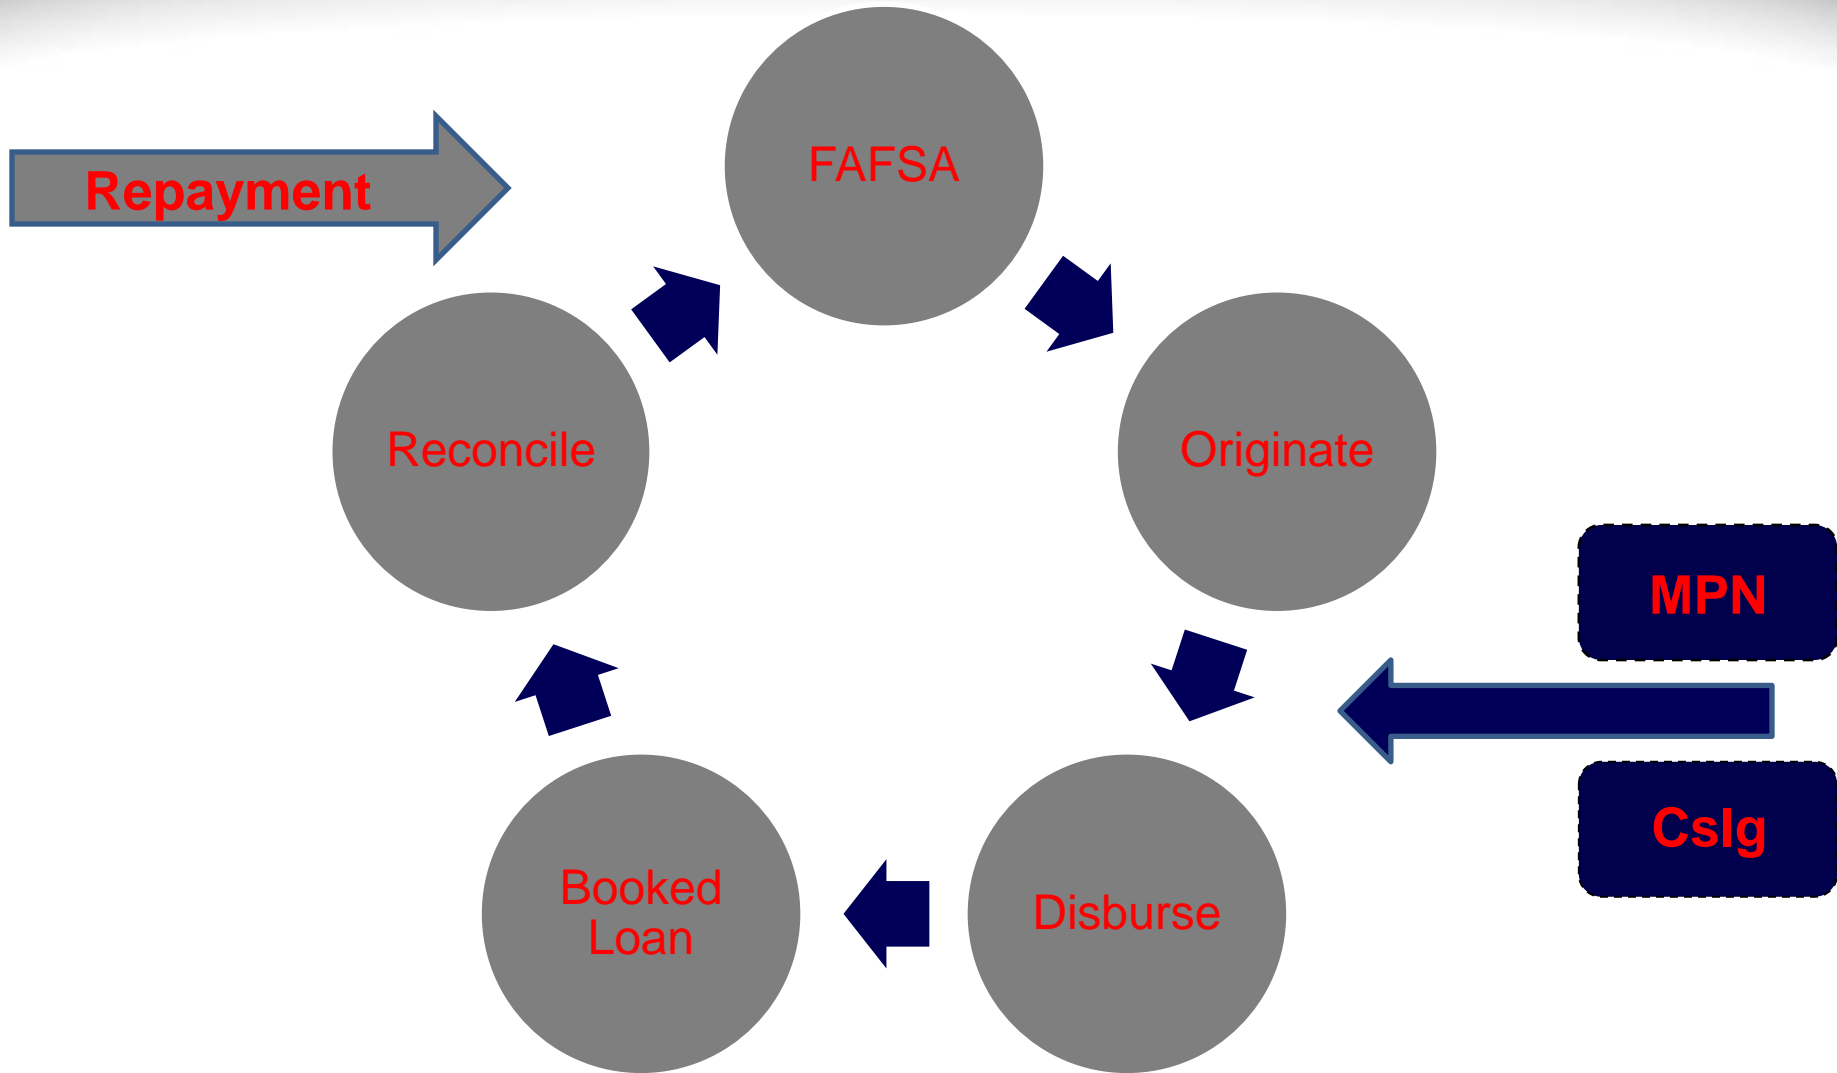 FAFSA
Repayment
Reconcile
Originate
MPN
Cslg
Booked
Loan
Disburse